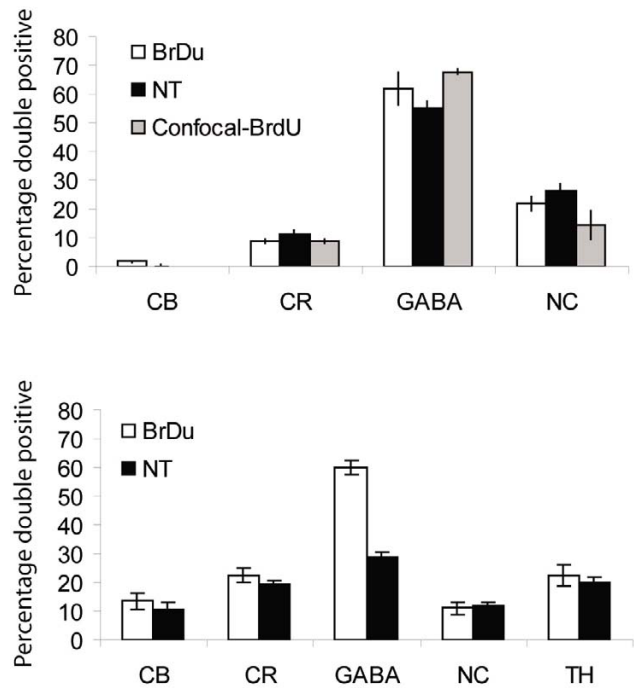 Percentage double positive
80
70
60
50
40
30
20
10
0
BrDu
NT
Confocal-BrdU
CB CR GABA NC
Percentage double positive
80
70
60
50
40
30
20
10
0
BrDu
NT
CB CR GABA NC TH